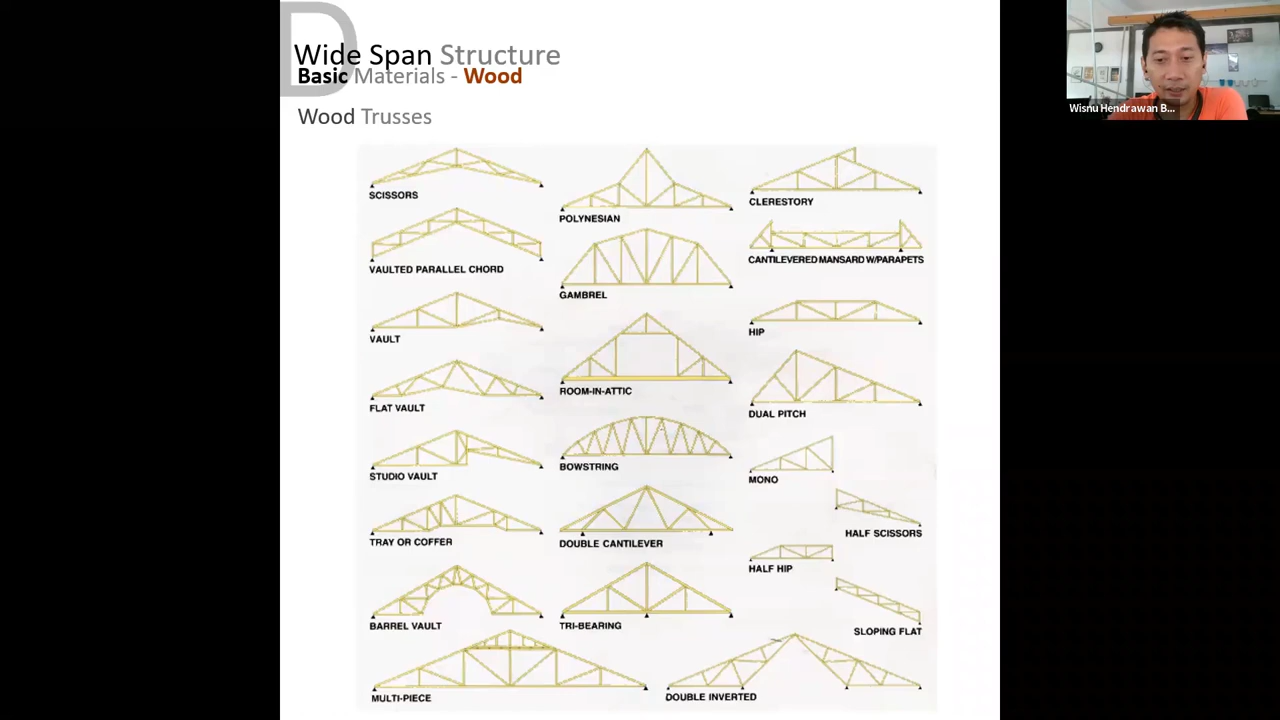 D
Wide Span Structure
Basic Materials - Wood
Wood Trusses
Wisnu Hendrawan B...
SCISSORS
VAULTED PARALLEL CHORD
VAULT
FLAT VAULT
STUDIO VAULT
TRAY OR COFFER
BARREL VAULT
MULTI-PIECE
POLYNESIAN
GAMBREL
ROOM-IN-ATTIC
BOWSTRING
DOUBLE CANTILEVER
TRI-BEARING
DOUBLE INVERTED
CLERESTORY
CANTILEVERED MANSARD W/PARAPETS
HIP
DUAL PITCH
MONO
HALF SCISSORS
HALF HIP
SLOPING FLAT